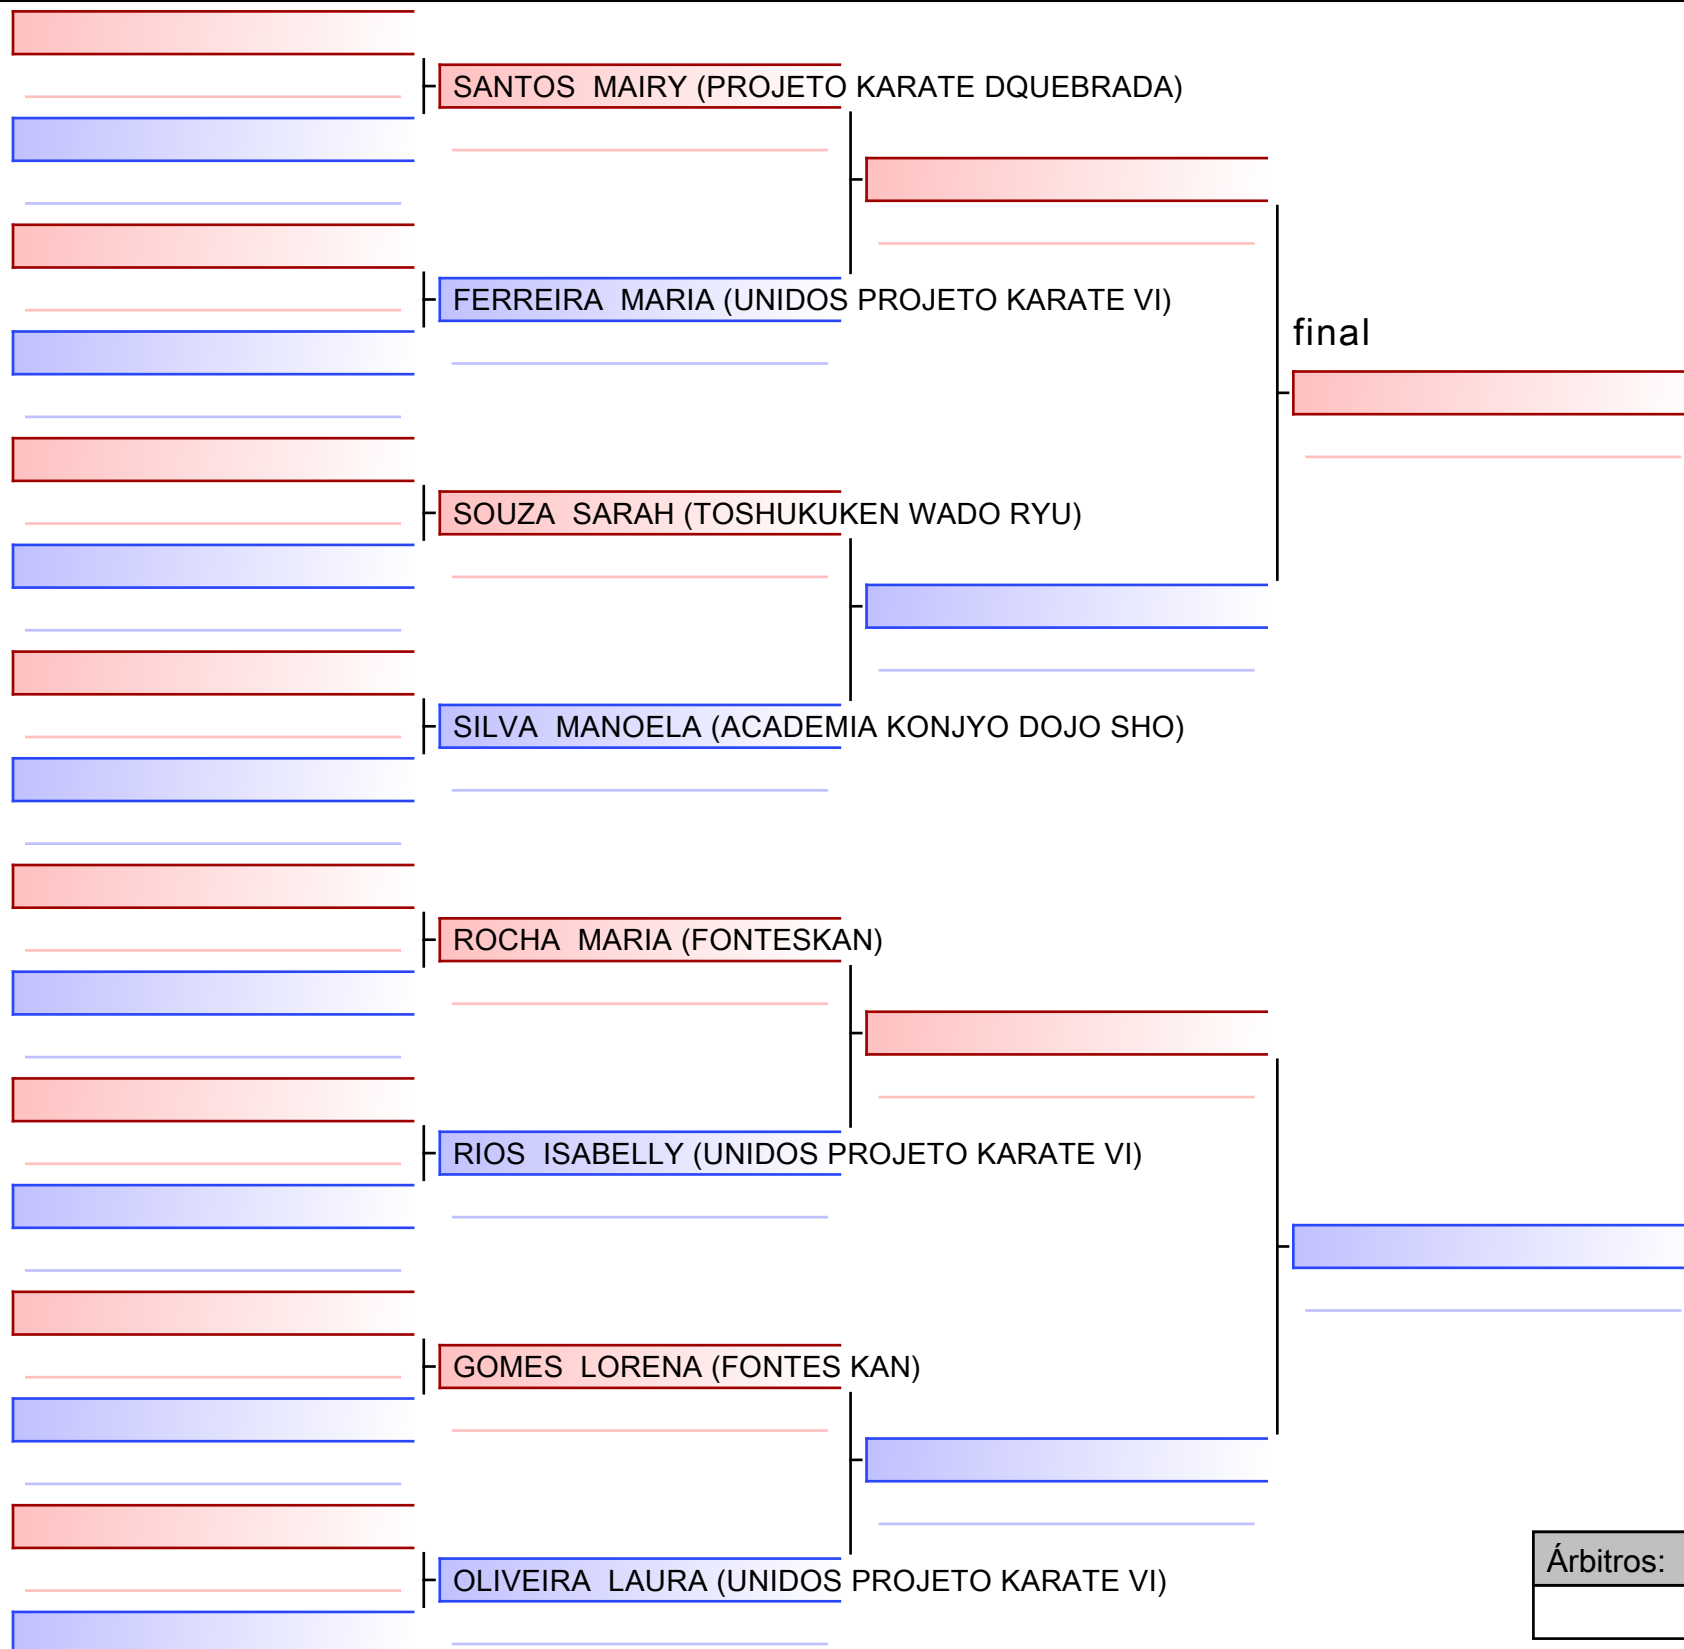 SANTOS  MAIRY (PROJETO KARATE DQUEBRADA)
FERREIRA  MARIA (UNIDOS PROJETO KARATE VI)
final
SOUZA  SARAH (TOSHUKUKEN WADO RYU)
SILVA  MANOELA (ACADEMIA KONJYO DOJO SHO)
ROCHA  MARIA (FONTESKAN)
RIOS  ISABELLY (UNIDOS PROJETO KARATE VI)
GOMES  LORENA (FONTES KAN)
OLIVEIRA  LAURA (UNIDOS PROJETO KARATE VI)
Árbitros: